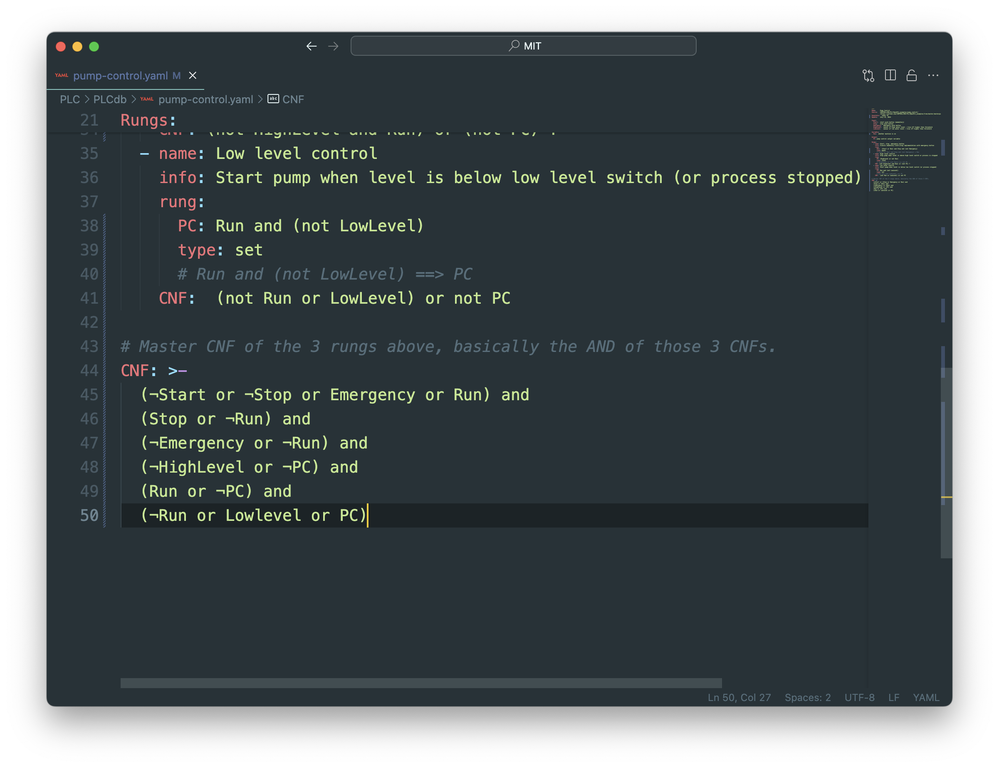 MIT
YAML pump-control.yaml M
PLC > PLCdb > YAML pump-control.yaml > abc CNF
21 Rungs:
35 - name: Low level control
36 info: Start pump when level is below low level switch (or process stopped)
37 rung:
38 PC: Run and (not LowLevel)
39 type: set
40 # Run and (not LowLevel) ==> PC
41 CNF:  (not Run or LowLevel) or not PC
42
43 # Master CNF of the 3 rungs above, basically the AND of those 3 CNFs.
44 CNF: >-
45 (¬Start or ¬Stop or Emergency or Run) and
46 (Stop or ¬Run) and
47 (¬Emergency or ¬Run) and
48 (¬HighLevel or ¬PC) and
49 (Run or ¬PC) and
50 (¬Run or Lowlevel or PC)
Ln 50, Col 27 Spaces: 2 UTF-8 LF YAML